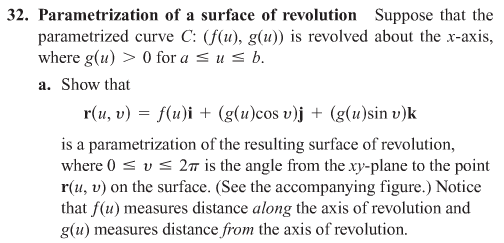 32. Parametrization of a surface of revolution Suppose that the
parametrized curve C: (f(u), g(u)) is revolved about the x-axis,
where g(u) > 0 for a ≤ u ≤ b.
a. Show that
r(u, v) = f(u)i + (g(u)cos v)j + (g(u)sin v)k
is a parametrization of the resulting surface of revolution,
where 0 ≤ v ≤ 2π is the angle from the xy-plane to the point
r(u, v) on the surface. (See the accompanying figure.) Notice
that f(u) measures distance along the axis of revolution and
g(u) measures distance from the axis of revolution.